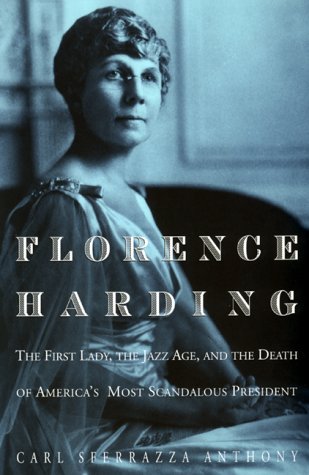 FLORENCE
HARDING
THE FIRST LADY, THE JAZZ AGE, AND THE DEATH
OF AMERICA'S MOST SCANDALOUS PRESIDENT
CARL SFERRAZZA ANTHONY